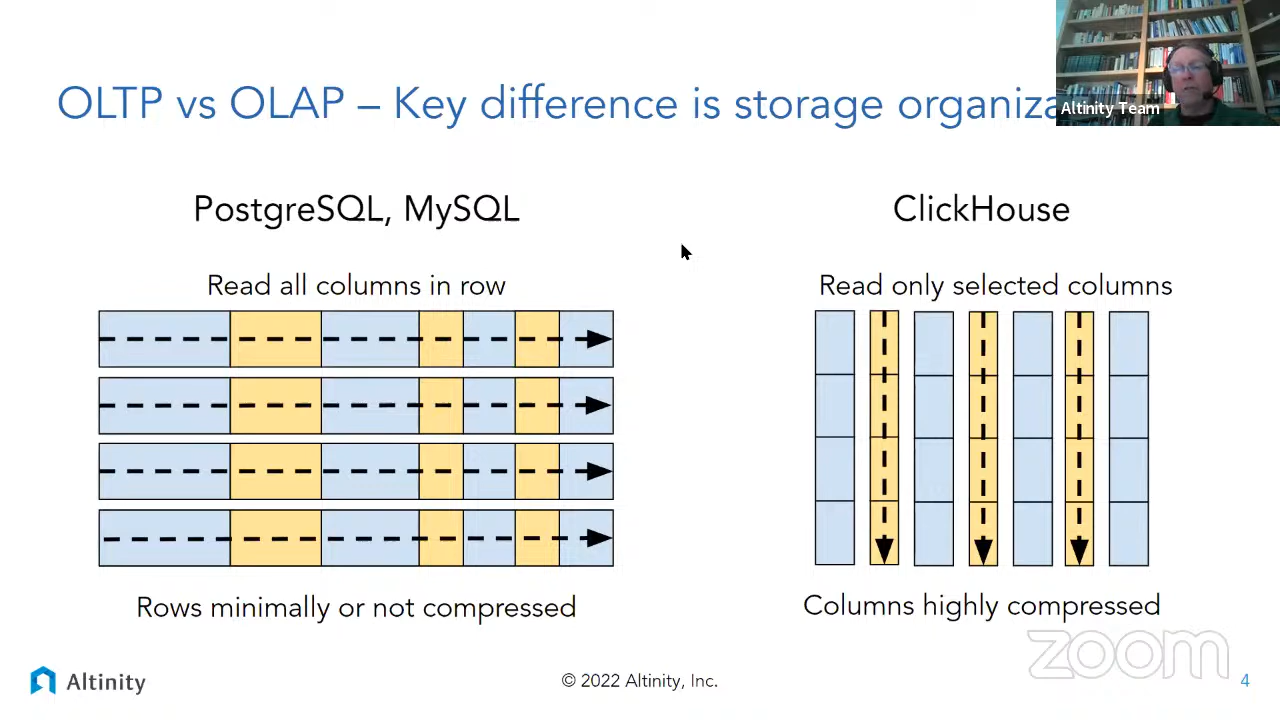 OLTP vs OLAP – Key difference is storage organiza
Altinity Team
PostgreSQL, MySQL
ClickHouse
Read all columns in row
Read only selected columns
Rows minimally or not compressed
Columns highly compressed
zoom
Altinity
© 2022 Altinity, Inc.
4